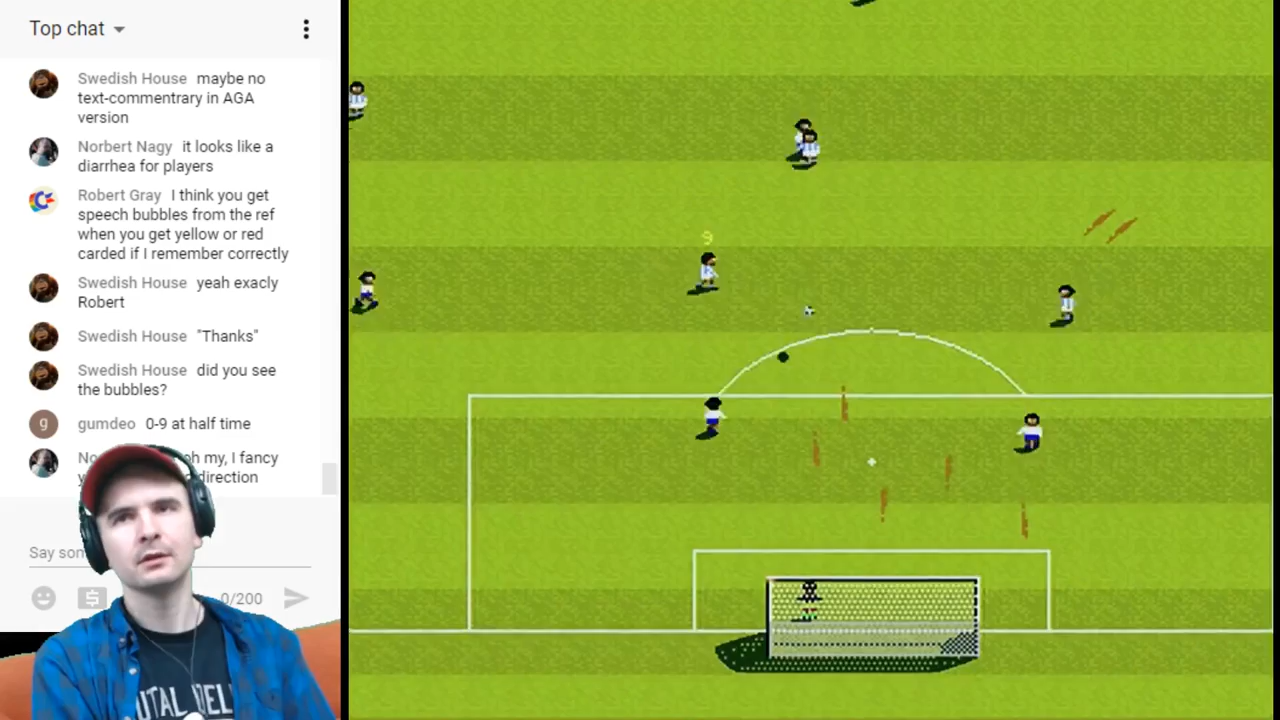 Top chat
Swedish House maybe no
text-commentrary in AGA
version
Norbert Nagy it looks like a
diarrhea for players
Robert Gray I think you get
speech bubbles from the ref
when you get yellow or red
carded if I remember correctly
Swedish House yeah exacly
Robert
Swedish House "Thanks"
Swedish House did you see
the bubbles?
g gumdeo 0-9 at half time
oh my, I fancy
direction
9
Say
0/200